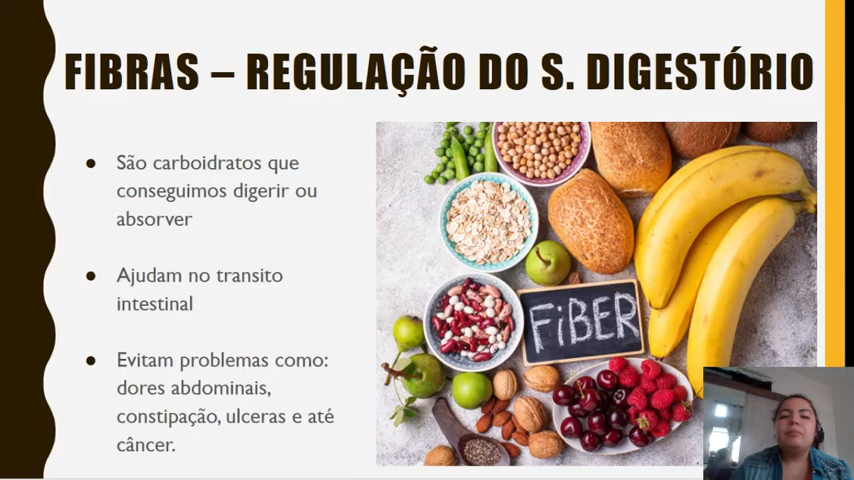 FIBRAS – REGULAÇÃO DO S. DIGESTÓRIO
● São carboidratos que
conseguimos digerir ou
absorver
● Ajudam no transito
intestinal
● Evitam problemas como:
dores abdominais,
constipação, ulceras e até
câncer.
FiBER